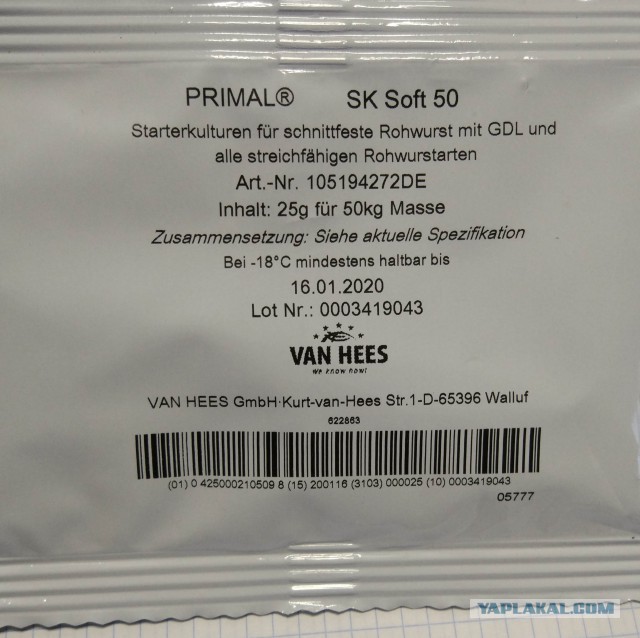 PRIMAL® SK Soft 50
Starterkulturen für schnittfeste Rohwurst mit GDL und
alle streichfähigen Rohwurstarten
Art.-Nr. 105194272DE
Inhalt: 25g für 50kg Masse
Zusammensetzung: Siehe aktuelle Spezifikation
Bei -18°C mindestens haltbar bis
16.01.2020
Lot Nr.: 0003419043
VAN HEES
We know how!
VAN HEES GmbH·Kurt-van-Hees Str.1-D-65396 Walluf
622863
(01) 0 425000210509 8 (15) 200116 (3103) 000025 (10) 0003419043
05777
YAPLAKAL.COM